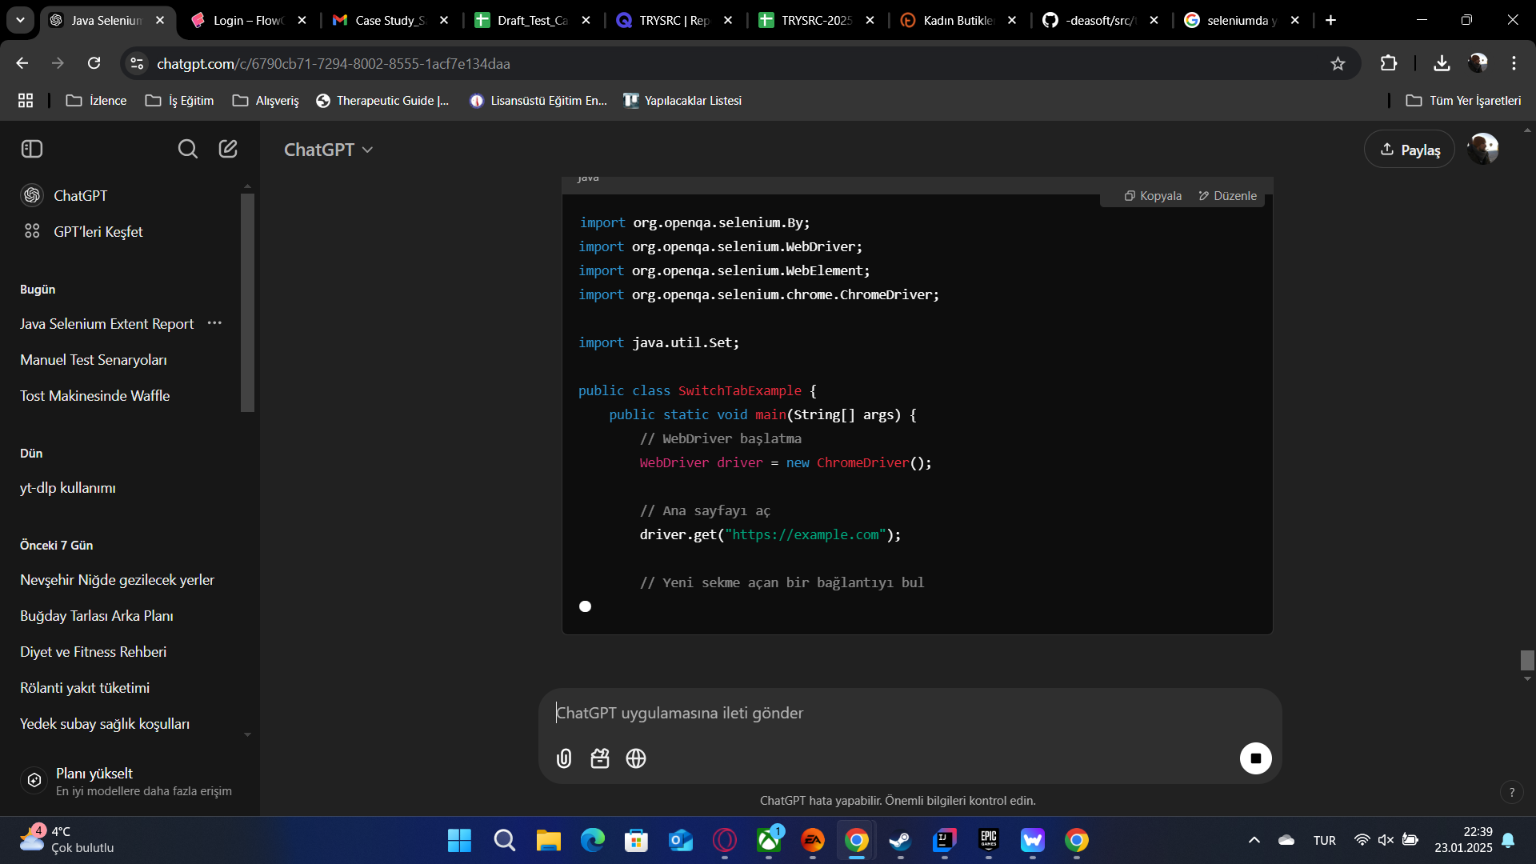 Java Selenium
Login – Flow
Case Study_S
Draft_Test_Ca
TRYSRC | Rep
TRYSRC-2025
Kadın Butikle
-deasoft/src/
seleniumda y
chatgpt.com/c/6790cb71-7294-8002-8555-1acf7e134daa
İzlence
İş Eğitim
Alışveriş
Therapeutic Guide |...
Lisansüstü Eğitim En...
Yapılacaklar Listesi
Tüm Yer İşaretleri
ChatGPT
Paylaş
ChatGPT
GPT'leri Keşfet
Bugün
Java Selenium Extent Report
Manuel Test Senaryoları
Tost Makinesinde Waffle
Dün
yt-dlp kullanımı
Önceki 7 Gün
Nevşehir Niğde gezilecek yerler
Buğday Tarlası Arka Planı
Diyet ve Fitness Rehberi
Rölanti yakıt tüketimi
Yedek subay sağlık koşulları
Planı yükselt
En iyi modellere daha fazla erişim
java
Kopyala
Düzenle
import org.openqa.selenium.By;
import org.openqa.selenium.WebDriver;
import org.openqa.selenium.WebElement;
import org.openqa.selenium.chrome.ChromeDriver;
import java.util.Set;
public class SwitchTabExample {
public static void main(String[] args) {
// WebDriver başlatma
WebDriver driver = new ChromeDriver();
// Ana sayfayı aç
driver.get("https://example.com");
// Yeni sekme açan bir bağlantıyı bul
ChatGPT uygulamasına ileti gönder
ChatGPT hata yapabilir. Önemli bilgileri kontrol edin.
?
4
4°C
Çok bulutlu
1
EA
IJ
EPIC
GAMES
TUR
22:39
23.01.2025